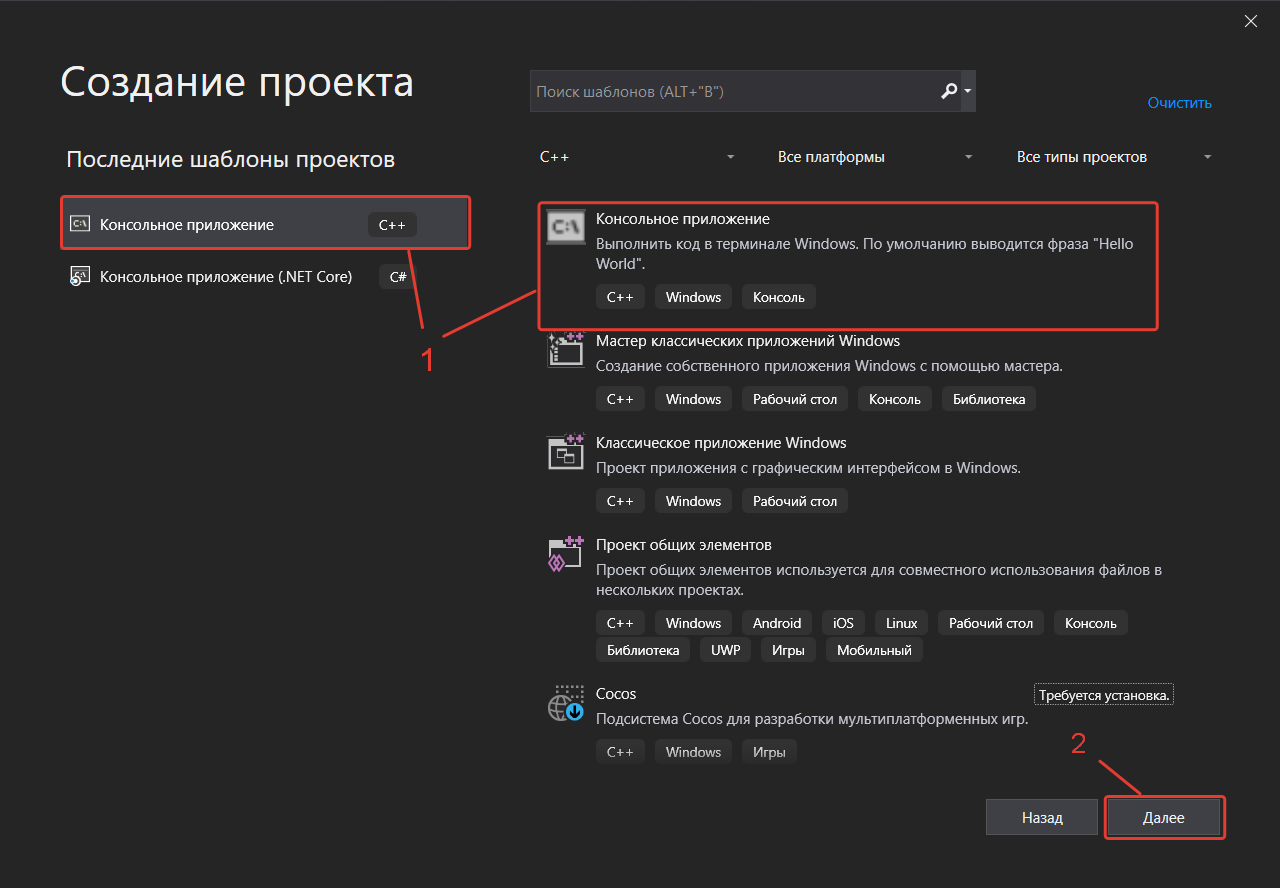 Создание проекта
Поиск шаблонов (ALT+"В")
Очистить
Последние шаблоны проектов
C++
Все платформы
Все типы проектов
Консольное приложение
C++
Консольное приложение (.NET Core)
C#
1
Консольное приложение
Выполнить код в терминале Windows. По умолчанию выводится фраза "Hello
World".
C++ Windows Консоль
Мастер классических приложений Windows
Создание собственного приложения Windows с помощью мастера.
C++ Windows Рабочий стол Консоль Библиотека
Классическое приложение Windows
Проект приложения с графическим интерфейсом в Windows.
C++ Windows Рабочий стол
Проект общих элементов
Проект общих элементов используется для совместного использования файлов в
нескольких проектах.
C++ Windows Android iOS Linux Рабочий стол Консоль
Библиотека UWP Игры Мобильный
Cocos
Требуется установка.
Подсистема Cocos для разработки мультиплатформенных игр.
C++ Windows Игры
2
Назад
Далее